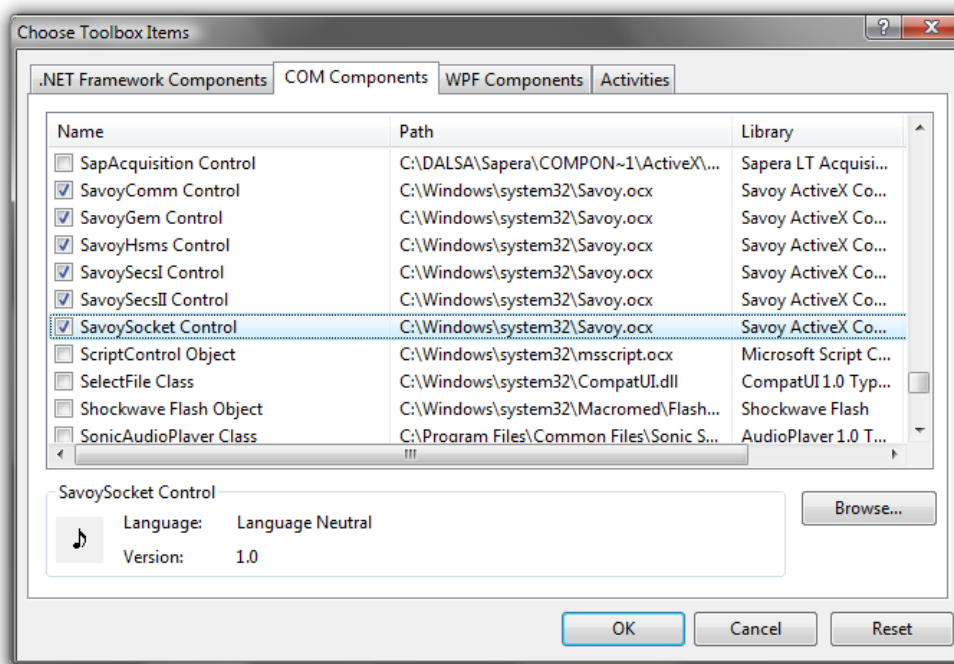 Choose Toolbox Items
.NET Framework Components COM Components WPF Components Activities
Name Path Library
SapAcquisition Control C:\DALSA\Sapera\COMPON~1\ActiveX\... Sapera LT Acquisi...
SavoyComm Control C:\Windows\system32\Savoy.ocx Savoy ActiveX Co...
SavoyGem Control C:\Windows\system32\Savoy.ocx Savoy ActiveX Co...
SavoyHsms Control C:\Windows\system32\Savoy.ocx Savoy ActiveX Co...
SavoySecsI Control C:\Windows\system32\Savoy.ocx Savoy ActiveX Co...
SavoySecsII Control C:\Windows\system32\Savoy.ocx Savoy ActiveX Co...
SavoySocket Control C:\Windows\system32\Savoy.ocx Savoy ActiveX Co...
ScriptControl Object C:\Windows\system32\msscript.ocx Microsoft Script C...
SelectFile Class C:\Windows\system32\CompatUI.dll CompatUI 1.0 Typ...
Shockwave Flash Object C:\Windows\system32\Macromed\Flash... Shockwave Flash
SonicAudioPlayer Class C:\Program Files\Common Files\Sonic S... AudioPlayer 1.0 T...
SavoySocket Control
Language: Language Neutral
Version: 1.0
Browse...
OK Cancel Reset